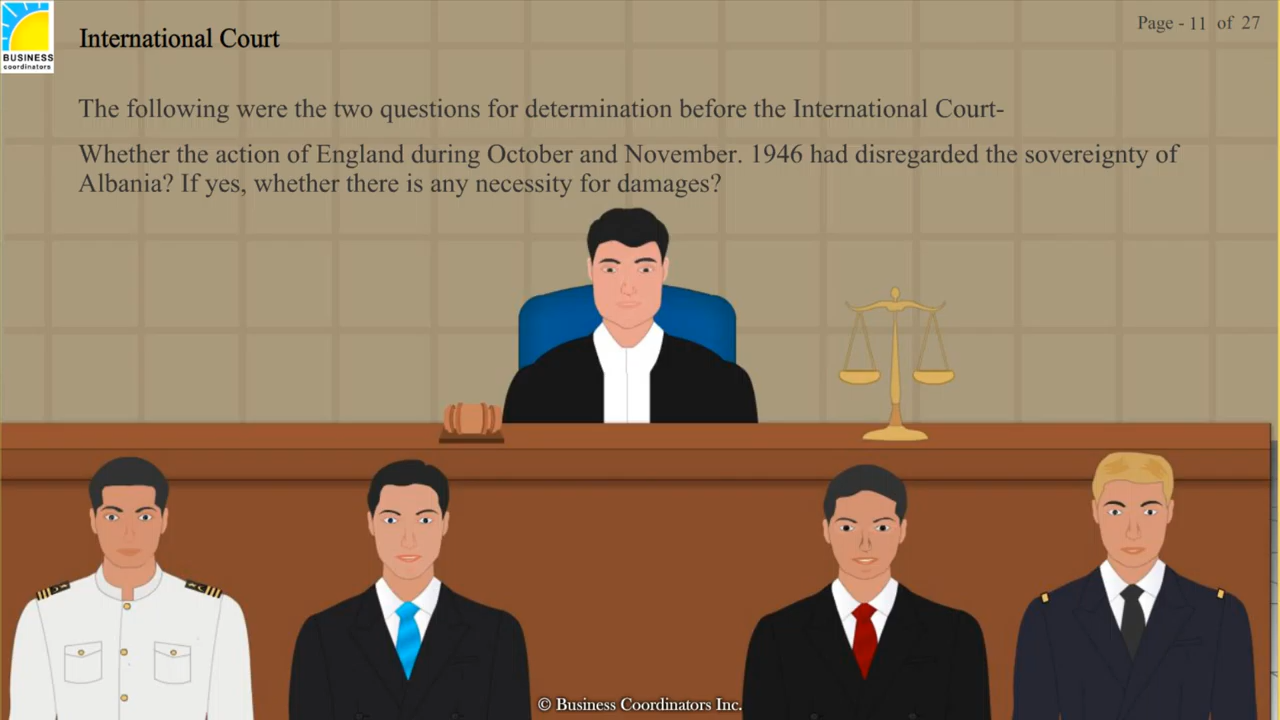 BUSINESS
coordinators
International Court
Page - 11 of 27
The following were the two questions for determination before the International Court-
Whether the action of England during October and November. 1946 had disregarded the sovereignty of
Albania? If yes, whether there is any necessity for damages?
© Business Coordinators Inc.